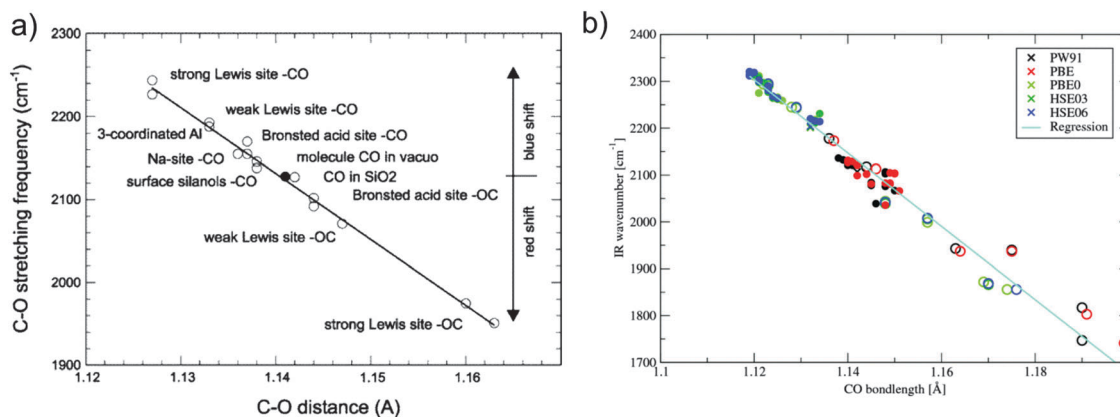 a)
C-O stretching frequency (cm-1)
2300
2200
2100
2000
1900
strong Lewis site -CO
weak Lewis site -CO
3-coordinated Al
Bronsted acid site -CO
Na-site -CO
molecule CO in vacuo
surface silanols -CO
CO in SiO2
Bronsted acid site -OC
weak Lewis site -OC
strong Lewis site -OC
blue shift
red shift
1.12 1.13 1.14 1.15 1.16
C-O distance (A)
b)
IR wavenumber [cm-1]
2400
2300
2200
2100
2000
1900
1800
1700
PW91
PBE
PBE0
HSE03
HSE06
Regression
1.1 1.12 1.14 1.16 1.18
CO bondlength [Å]